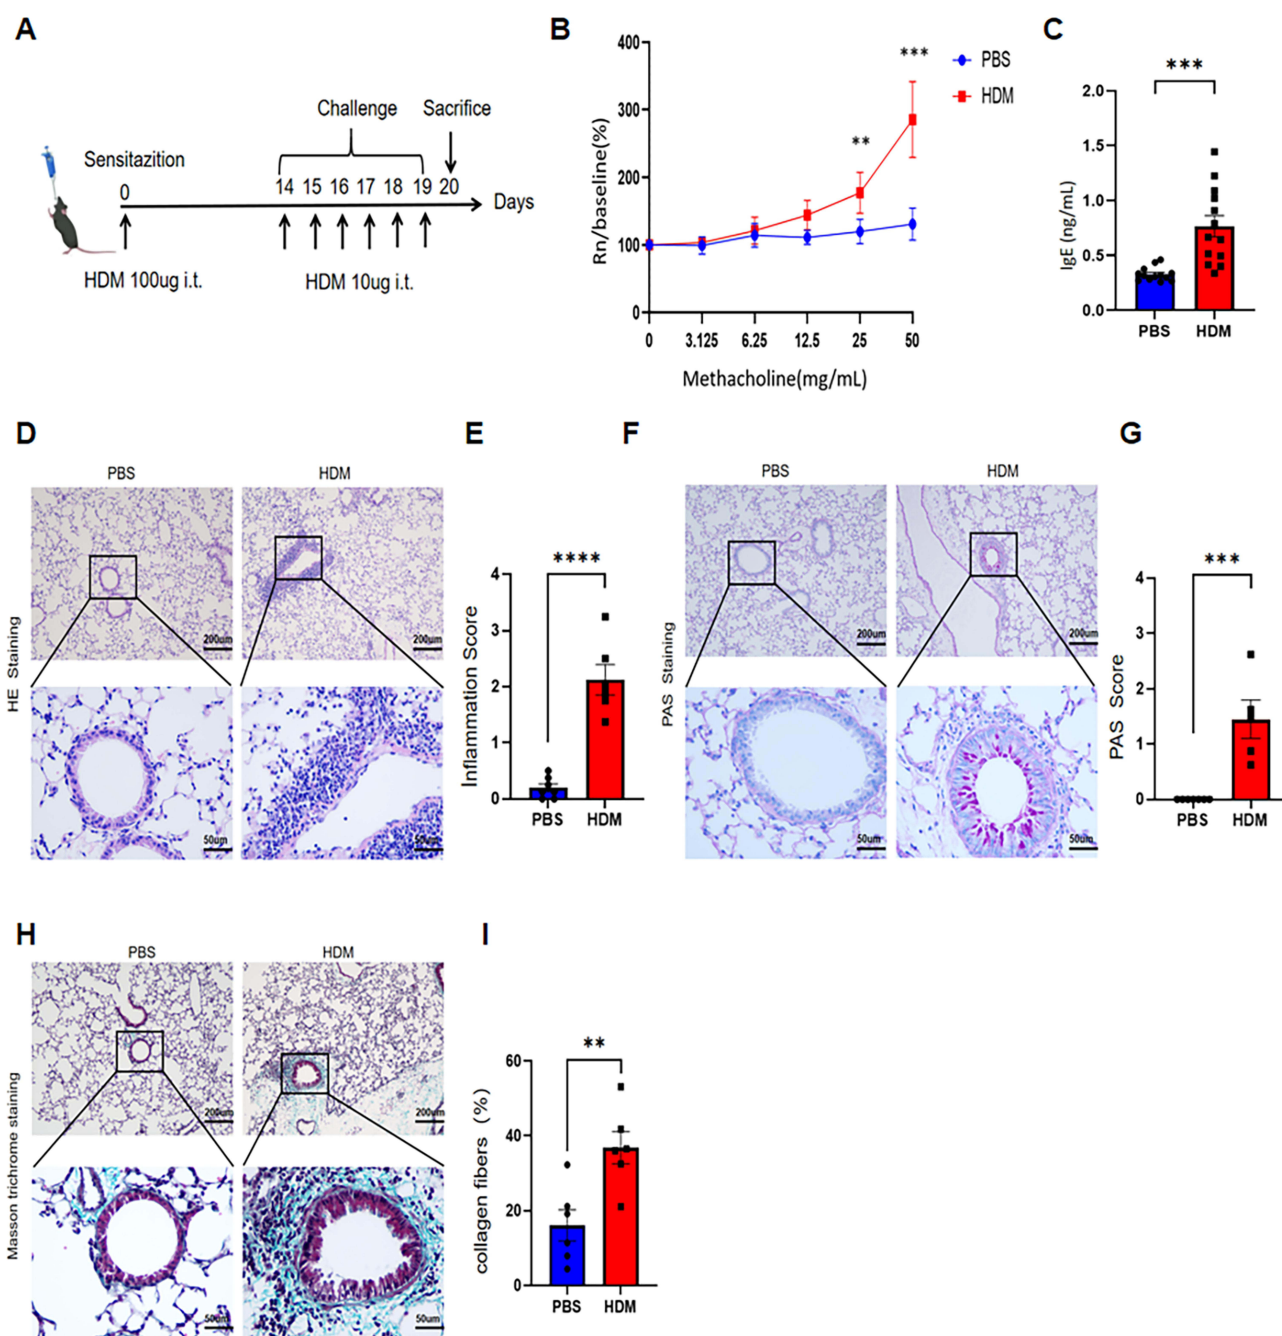 A
Sensitazition
Challenge
Sacrifice
0
14 15 16 17 18 19 20
Days
HDM 100ug i.t.
HDM 10ug i.t.
B
Rn/baseline(%)
400
300
200
100
0
**
***
PBS
HDM
0 3.125 6.25 12.5 25 50
Methacholine(mg/mL)
C
***
IgE (ng/mL)
2.0
1.5
1.0
0.5
0.0
PBS HDM
D
PBS HDM
HE Staining
200um 200um
50um 50um
E
****
Inflammation Score
4
3
2
1
0
PBS HDM
F
PBS HDM
PAS Staining
200um 200um
50um 50um
G
***
PAS Score
4
3
2
1
0
PBS HDM
H
PBS HDM
Masson trichrome staining
200um 200um
50um 50um
I
**
collagen fibers (%)
60
40
20
0
PBS HDM